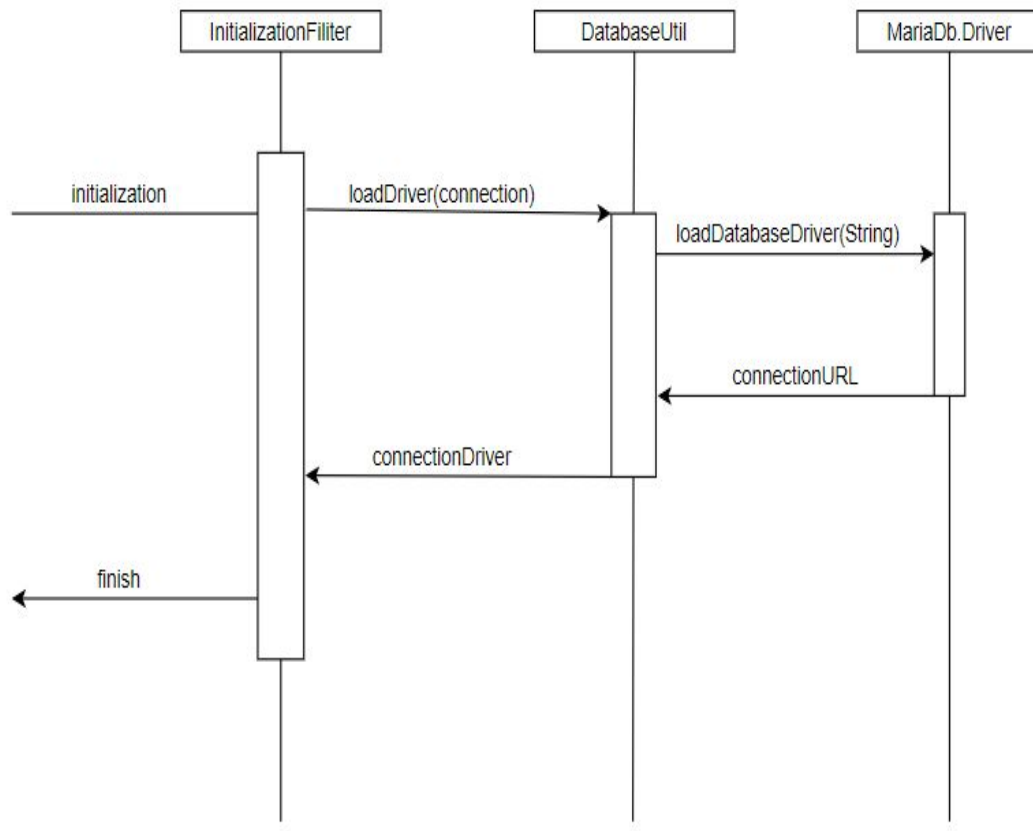 InitializationFiliter
DatabaseUtil
MariaDb.Driver
initialization
loadDriver(connection)
loadDatabaseDriver(String)
connectionURL
connectionDriver
finish